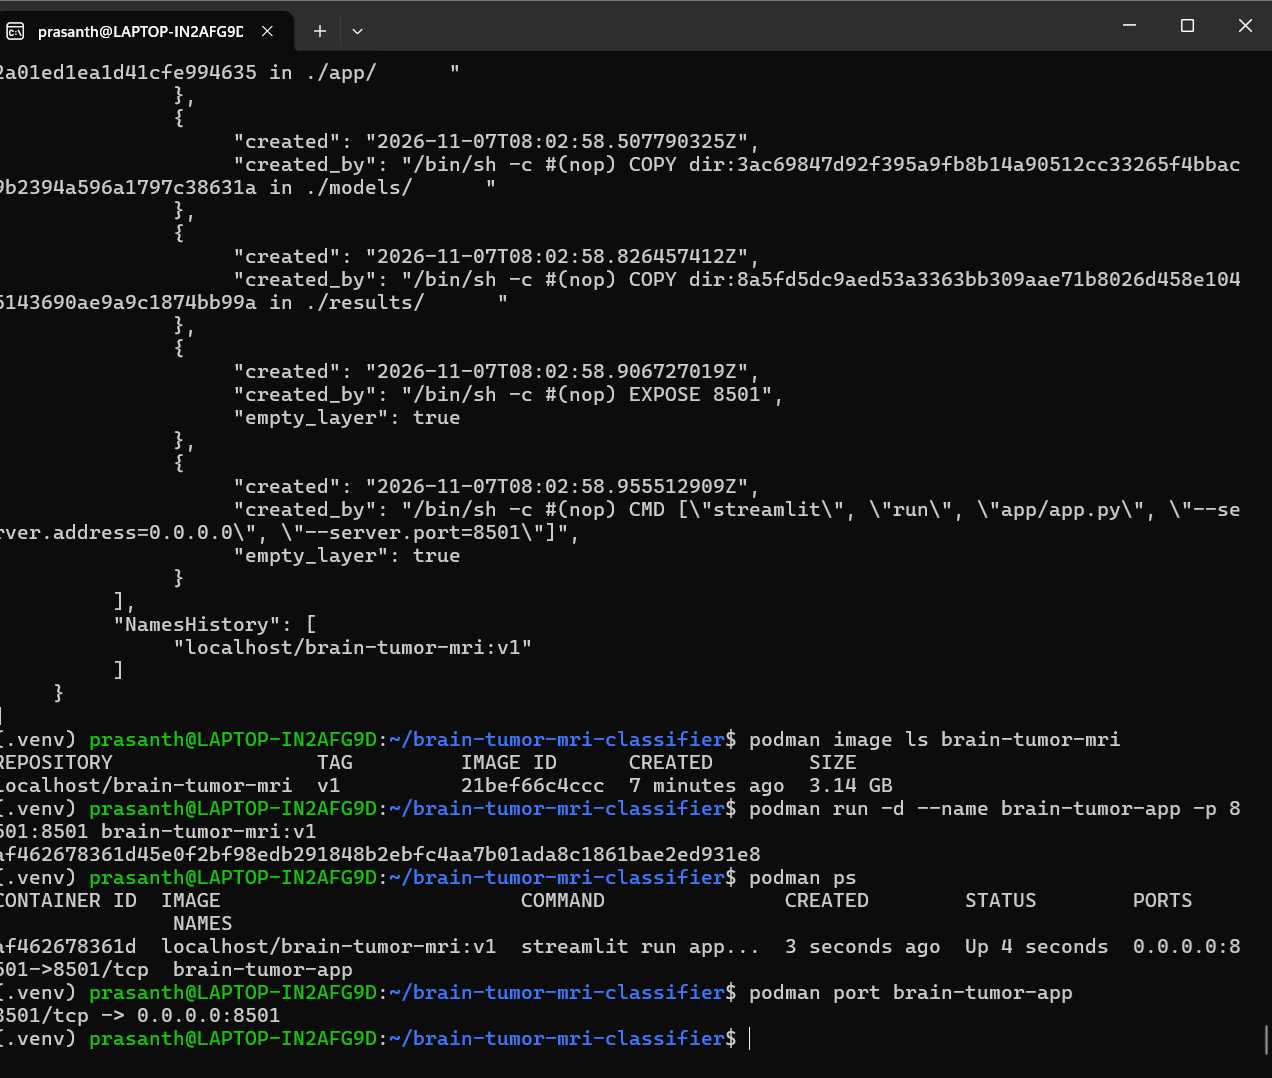 prasanth@LAPTOP-IN2AFG9D
2a01ed1ea1d41cfe994635 in ./app/      "
               },
               {
                    "created": "2026-11-07T08:02:58.507790325Z",
                    "created_by": "/bin/sh -c #(nop) COPY dir:3ac69847d92f395a9fb8b14a90512cc33265f4bbac
9b2394a596a1797c38631a in ./models/      "
               },
               {
                    "created": "2026-11-07T08:02:58.826457412Z",
                    "created_by": "/bin/sh -c #(nop) COPY dir:8a5fd5dc9aed53a3363bb309aae71b8026d458e104
6143690ae9a9c1874bb99a in ./results/      "
               },
               {
                    "created": "2026-11-07T08:02:58.906727019Z",
                    "created_by": "/bin/sh -c #(nop) EXPOSE 8501",
                    "empty_layer": true
               },
               {
                    "created": "2026-11-07T08:02:58.955512909Z",
                    "created_by": "/bin/sh -c #(nop) CMD [\"streamlit\", \"run\", \"app/app.py\", \"--se
rver.address=0.0.0.0\", \"--server.port=8501\"]",
                    "empty_layer": true
               }
          ],
          "NamesHistory": [
               "localhost/brain-tumor-mri:v1"
          ]
     }
]
(.venv) prasanth@LAPTOP-IN2AFG9D:~/brain-tumor-mri-classifier$ podman image ls brain-tumor-mri
REPOSITORY                 TAG         IMAGE ID      CREATED        SIZE
localhost/brain-tumor-mri  v1          21bef66c4ccc  7 minutes ago  3.14 GB
(.venv) prasanth@LAPTOP-IN2AFG9D:~/brain-tumor-mri-classifier$ podman run -d --name brain-tumor-app -p 8
501:8501 brain-tumor-mri:v1
af462678361d45e0f2bf98edb291848b2ebfc4aa7b01ada8c1861bae2ed931e8
(.venv) prasanth@LAPTOP-IN2AFG9D:~/brain-tumor-mri-classifier$ podman ps
CONTAINER ID  IMAGE                         COMMAND               CREATED        STATUS        PORTS
               NAMES
af462678361d  localhost/brain-tumor-mri:v1  streamlit run app...  3 seconds ago  Up 4 seconds  0.0.0.0:8
501->8501/tcp  brain-tumor-app
(.venv) prasanth@LAPTOP-IN2AFG9D:~/brain-tumor-mri-classifier$ podman port brain-tumor-app
8501/tcp -> 0.0.0.0:8501
(.venv) prasanth@LAPTOP-IN2AFG9D:~/brain-tumor-mri-classifier$